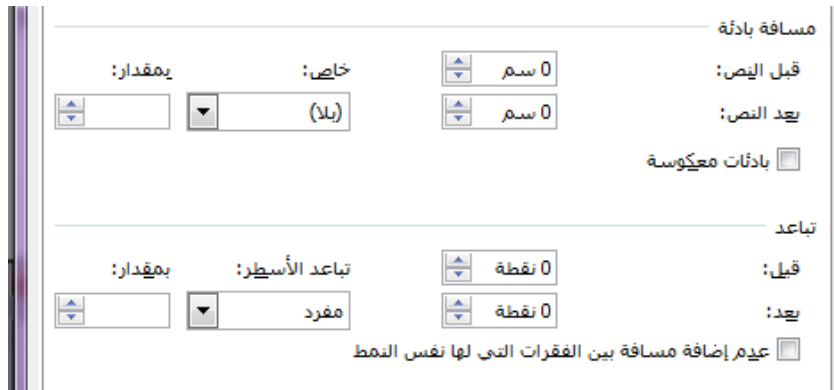 مسافة بادئة
قبل النص: 0 سم خاص: بمقدار:
بعد النص: 0 سم (بلا)
بادئات معكوسة
تباعد
قبل: 0 نقطة تباعد الأسطر: بمقدار:
بعد: 0 نقطة مفرد
عدم إضافة مسافة بين الفقرات التي لها نفس النمط